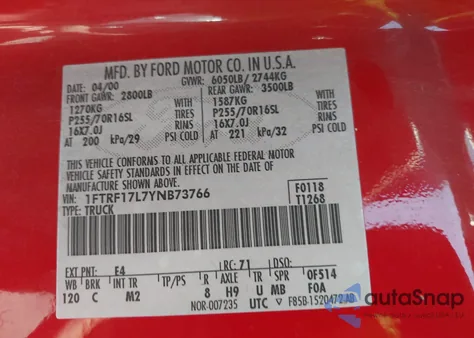 MFD. BY FORD MOTOR CO. IN U.S.A.
DATE: 04/00 GVWR: 6050LB/ 2744KG
FRONT GAWR: 2800LB REAR GAWR: 3500LB
1270KG 1587KG
P255/70R16SL TIRES P255/70R16SL TIRES
16X7.0J RIMS 16X7.0J RIMS
AT 200 kPa/29 PSI COLD AT 221 kPa/32 PSI COLD
THIS VEHICLE CONFORMS TO ALL APPLICABLE FEDERAL MOTOR
VEHICLE SAFETY STANDARDS IN EFFECT ON THE DATE OF
MANUFACTURE SHOWN ABOVE.
VIN: 1FTRF17L7YNB73766 F0118
TYPE: TRUCK T1268
EXT PNT: E4 RC: 71 DSO:
WB BRK INT TR TP/PS R AXLE TR SPR 0F514
120 C M2 8 H9 U MB F0A
NOR-007235 UTC F85B-1520472-AB
autoSnap